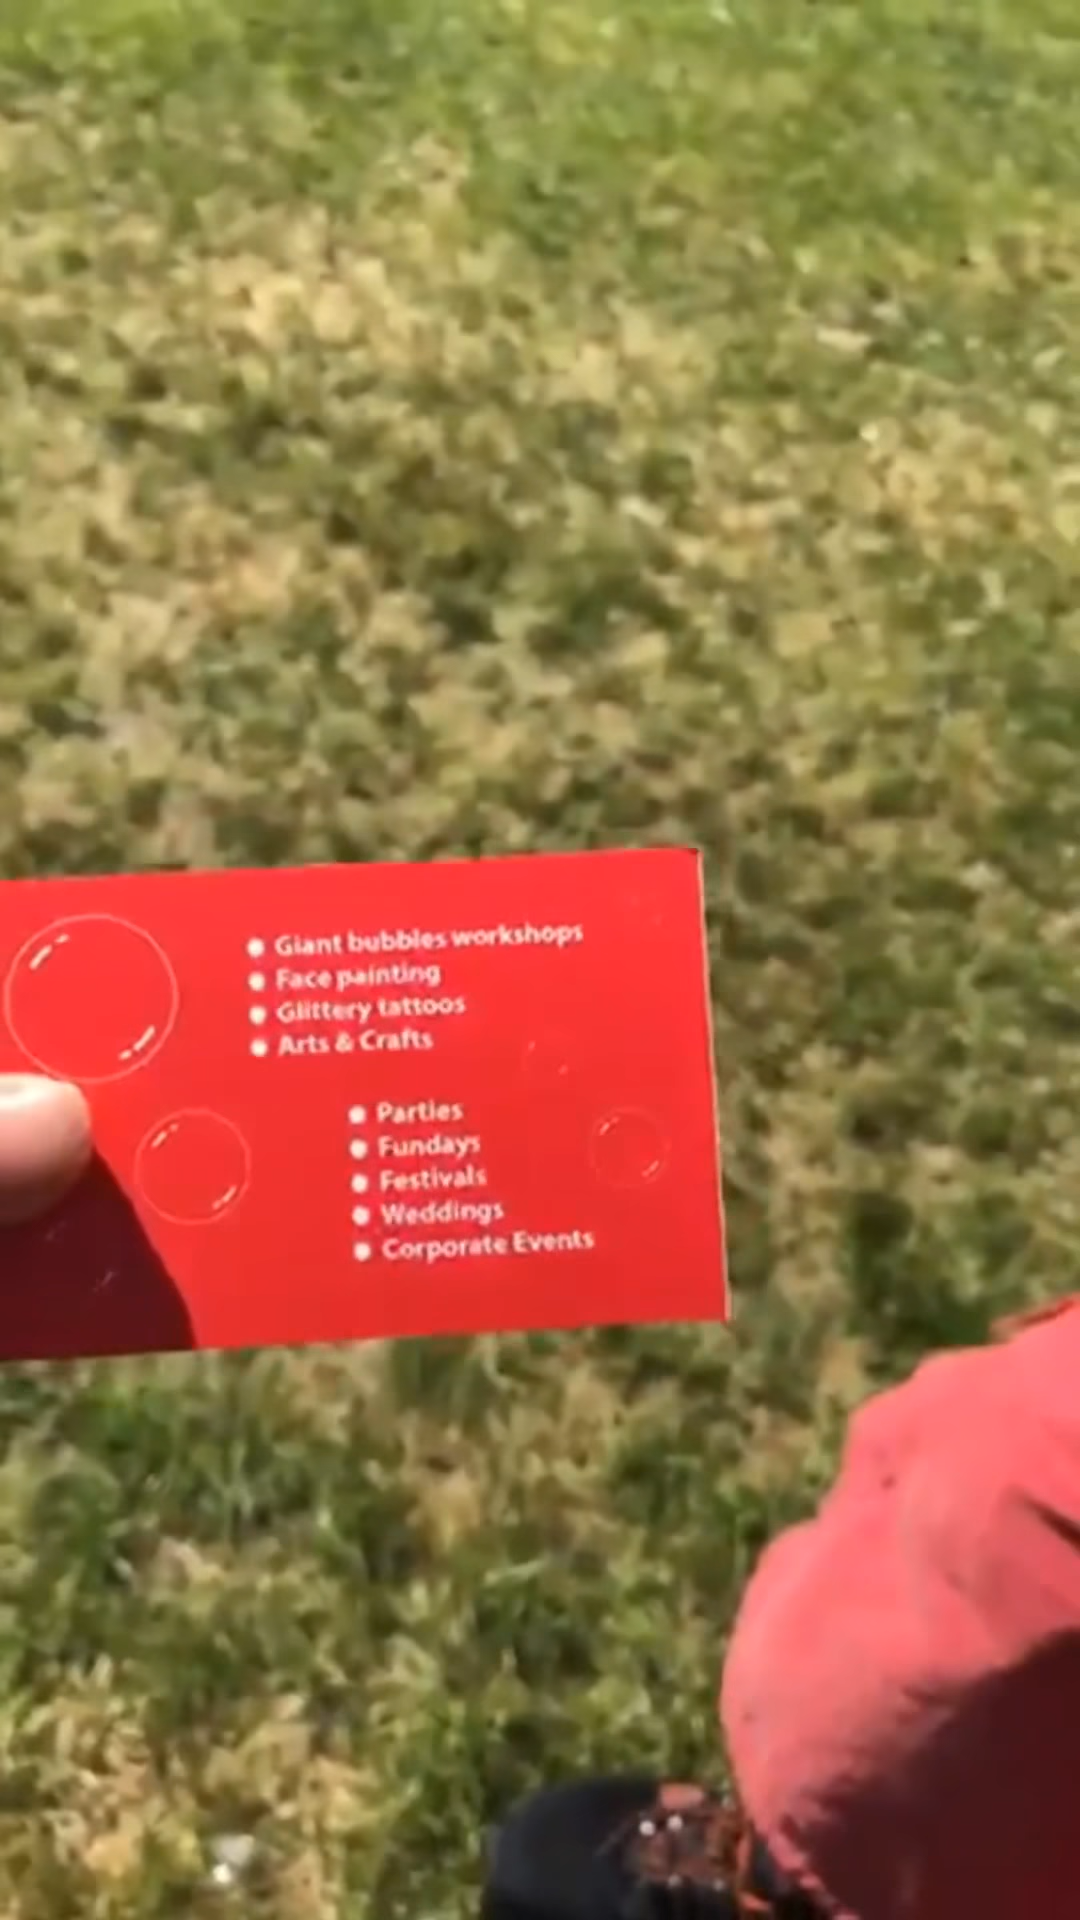 Giant bubbles workshops
Face painting
Glittery tattoos
Arts & Crafts
Parties
Fundays
Festivals
Weddings
Corporate Events